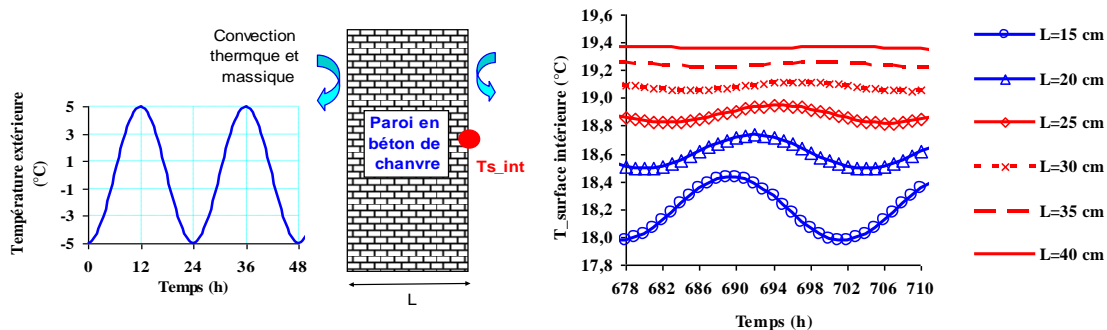 Convection
thermque et
massique
Température extérieure
(°C)
5
3
1
-1
-3
-5
0 12 24 36 48
Temps (h)
Paroi en
béton de
chanvre
Ts_int
L
T_surface intérieure (°C)
19,6
19,4
19,2
19,0
18,8
18,6
18,4
18,2
18,0
17,8
678 682 686 690 694 698 702 706 710
Temps (h)
L=15 cm
L=20 cm
L=25 cm
L=30 cm
L=35 cm
L=40 cm